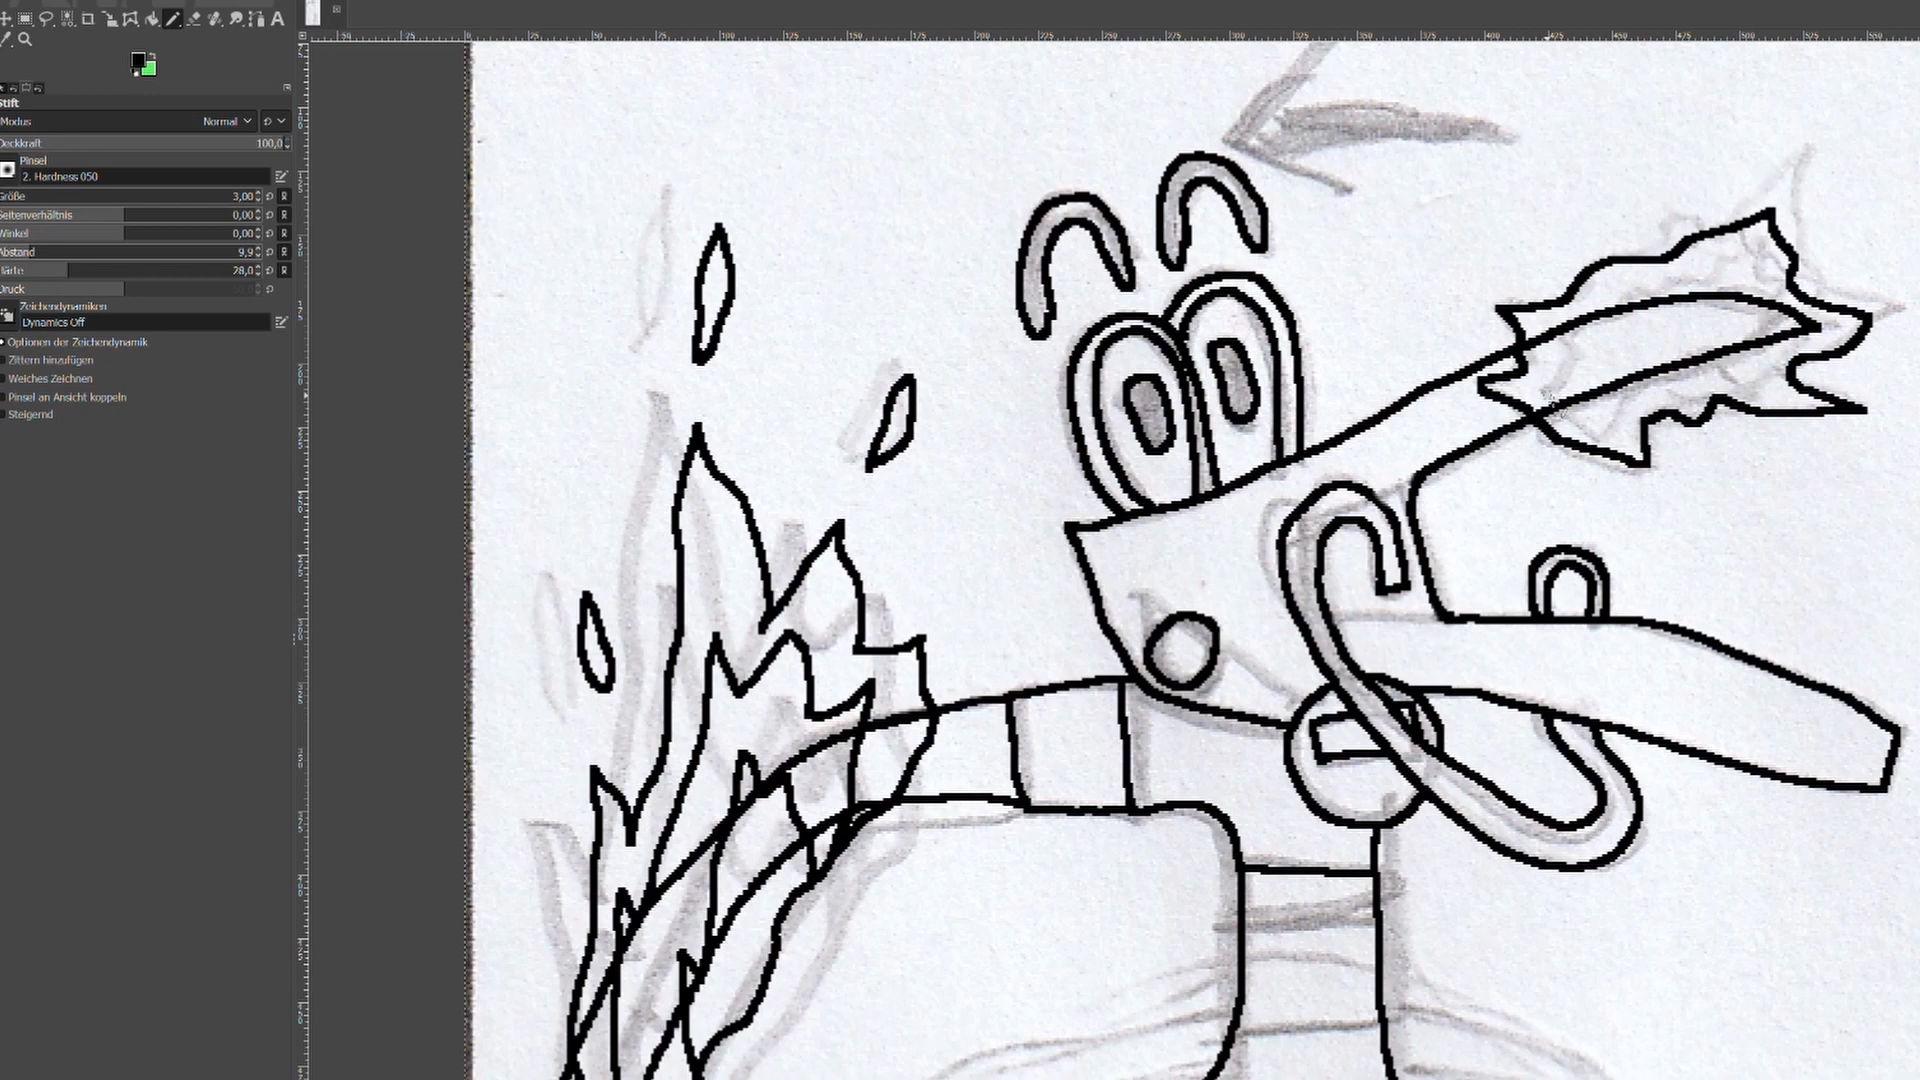 Stift
Modus Normal
Deckkraft 100,0
Pinsel
2. Hardness 050
Größe 3,00
Seitenverhältnis 0,00
Winkel 0,00
Abstand 9,9
Härte 28,0
Druck
Zeichendynamiken
Dynamics Off
Optionen der Zeichendynamik
Zittern hinzufügen
Weiches Zeichnen
Pinsel an Ansicht koppeln
Steigernd